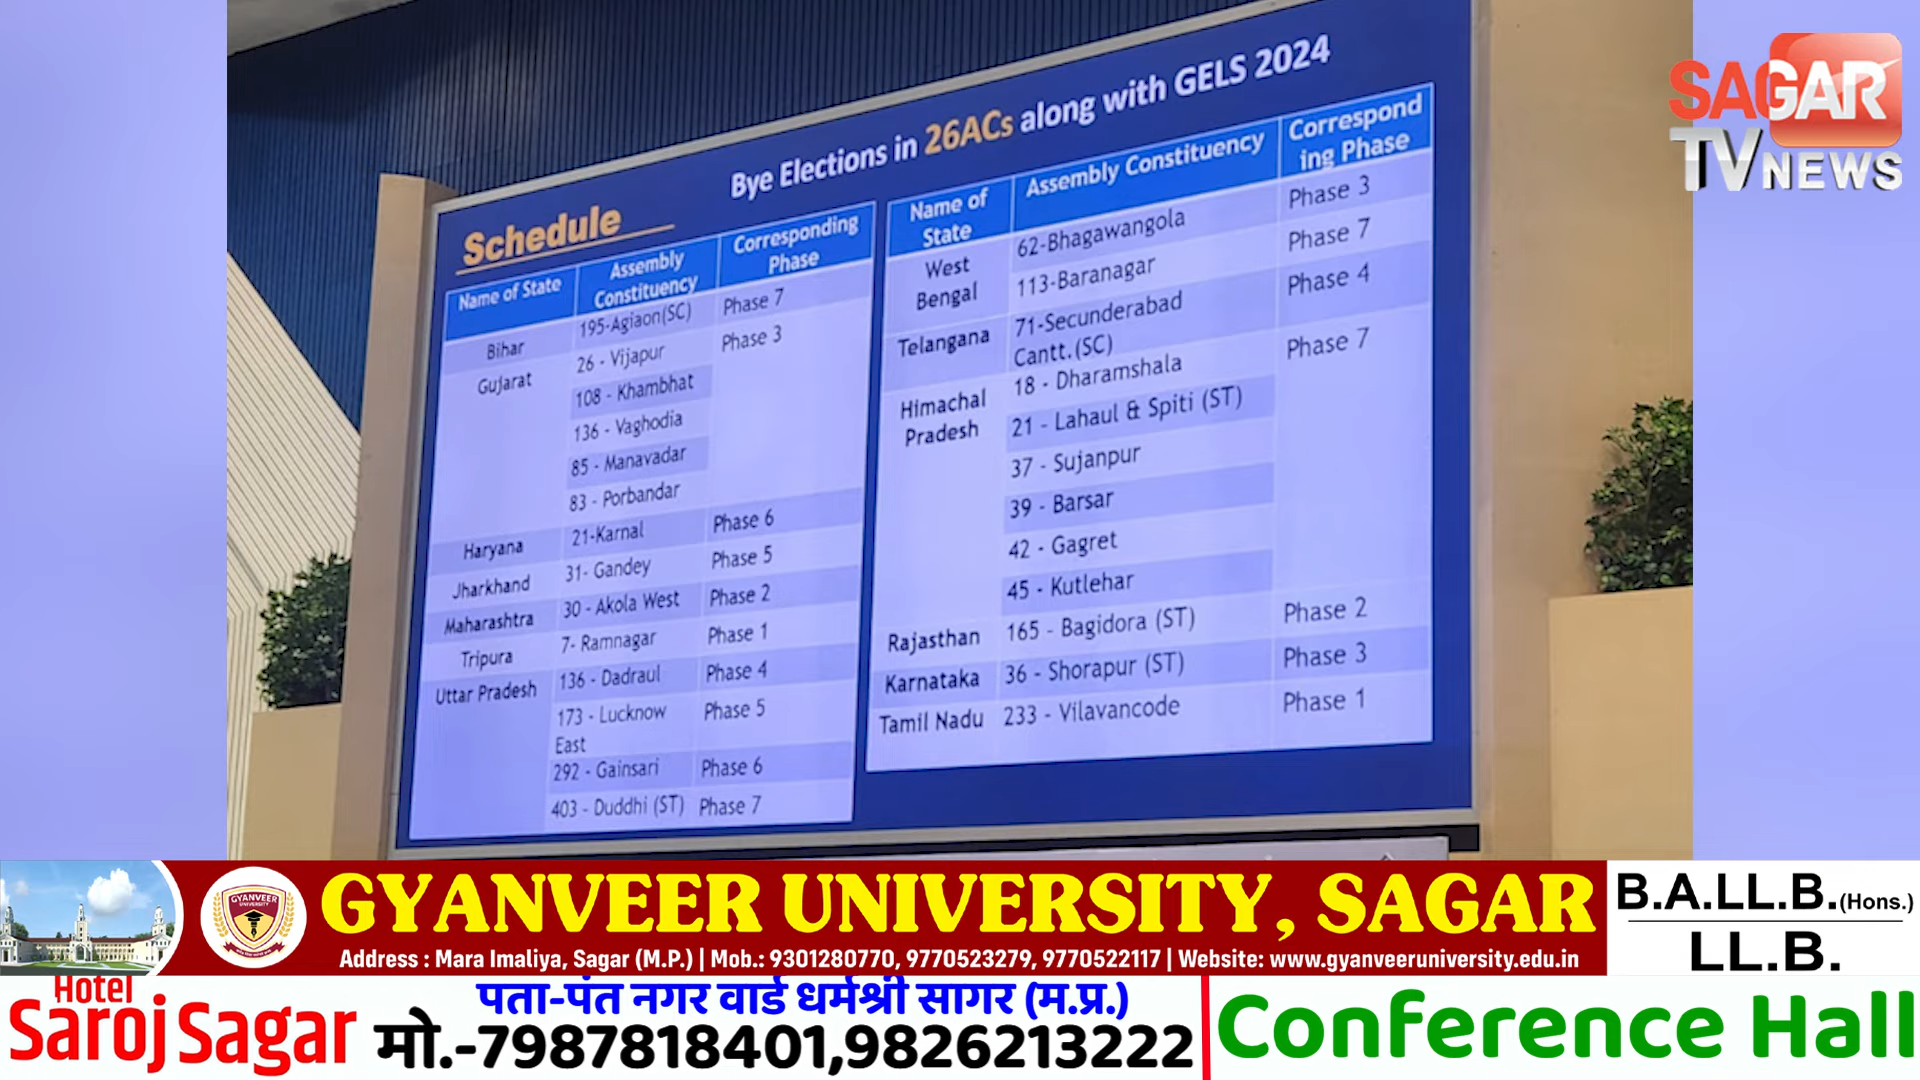 Bye Elections in 26ACs along with GELS 2024
Schedule
Name of State Assembly Constituency Corresponding Phase
Bihar 195-Agiaon(SC) Phase 7
Gujarat 26 - Vijapur Phase 3
108 - Khambhat
136 - Vaghodia
85 - Manavadar
83 - Porbandar
Haryana 21-Karnal Phase 6
Jharkhand 31- Gandey Phase 5
Maharashtra 30 - Akola West Phase 2
Tripura 7- Ramnagar Phase 1
Uttar Pradesh 136 - Dadraul Phase 4
173 - Lucknow East Phase 5
292 - Gainsari Phase 6
403 - Duddhi (ST) Phase 7
Name of State Assembly Constituency Correspond ing Phase
West Bengal 62-Bhagawangola Phase 3
113-Baranagar Phase 7
Telangana 71-Secunderabad Cantt.(SC) Phase 4
Himachal Pradesh 18 - Dharamshala Phase 7
21 - Lahaul & Spiti (ST)
37 - Sujanpur
39 - Barsar
42 - Gagret
45 - Kutlehar
Rajasthan 165 - Bagidora (ST) Phase 2
Karnataka 36 - Shorapur (ST) Phase 3
Tamil Nadu 233 - Vilavancode Phase 1
SAGAR
TV NEWS
GYANVEER UNIVERSITY
GYANVEER UNIVERSITY, SAGAR
Address : Mara Imaliya, Sagar (M.P.) | Mob.: 9301280770, 9770523279, 9770522117 | Website: www.gyanveeruniversity.edu.in
B.A.LL.B.(Hons.)
LL.B.
Hotel
Saroj Sagar
पता-पंत नगर वार्ड धर्मश्री सागर (म.प्र.)
मो.-7987818401,9826213222
Conference Hall